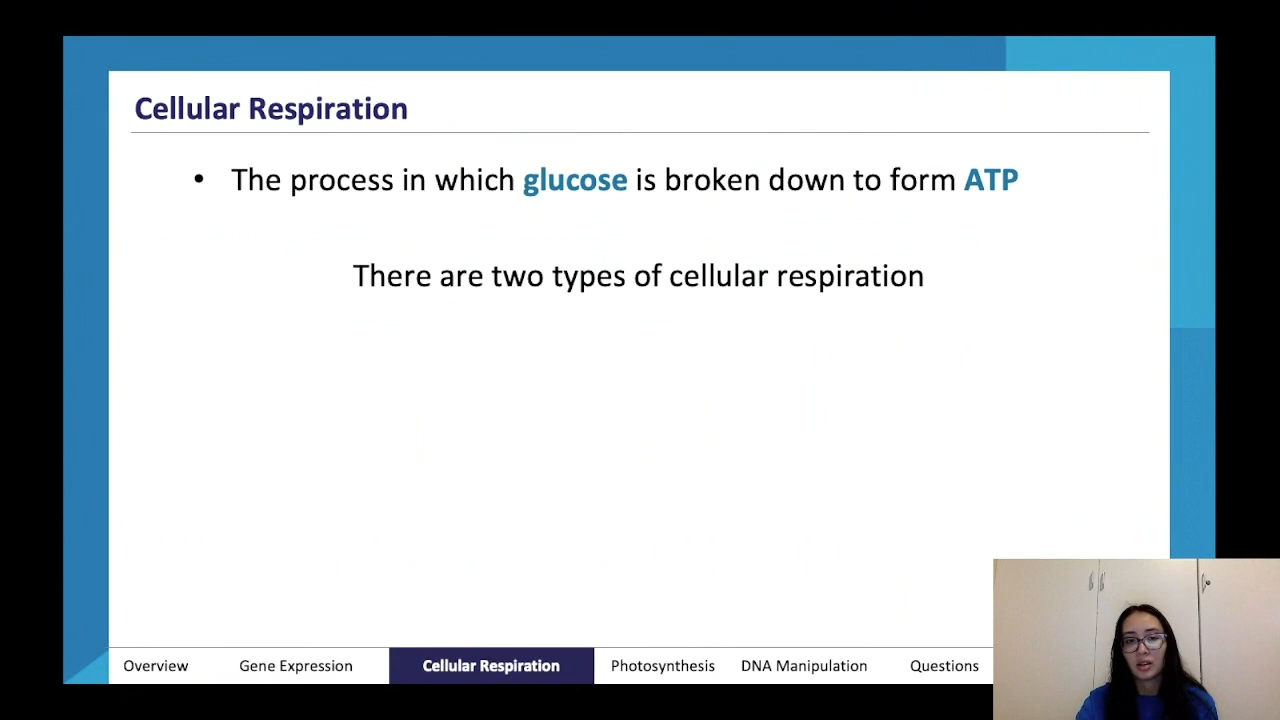 Cellular Respiration
• The process in which glucose is broken down to form ATP
There are two types of cellular respiration
Overview Gene Expression Cellular Respiration Photosynthesis DNA Manipulation Questions